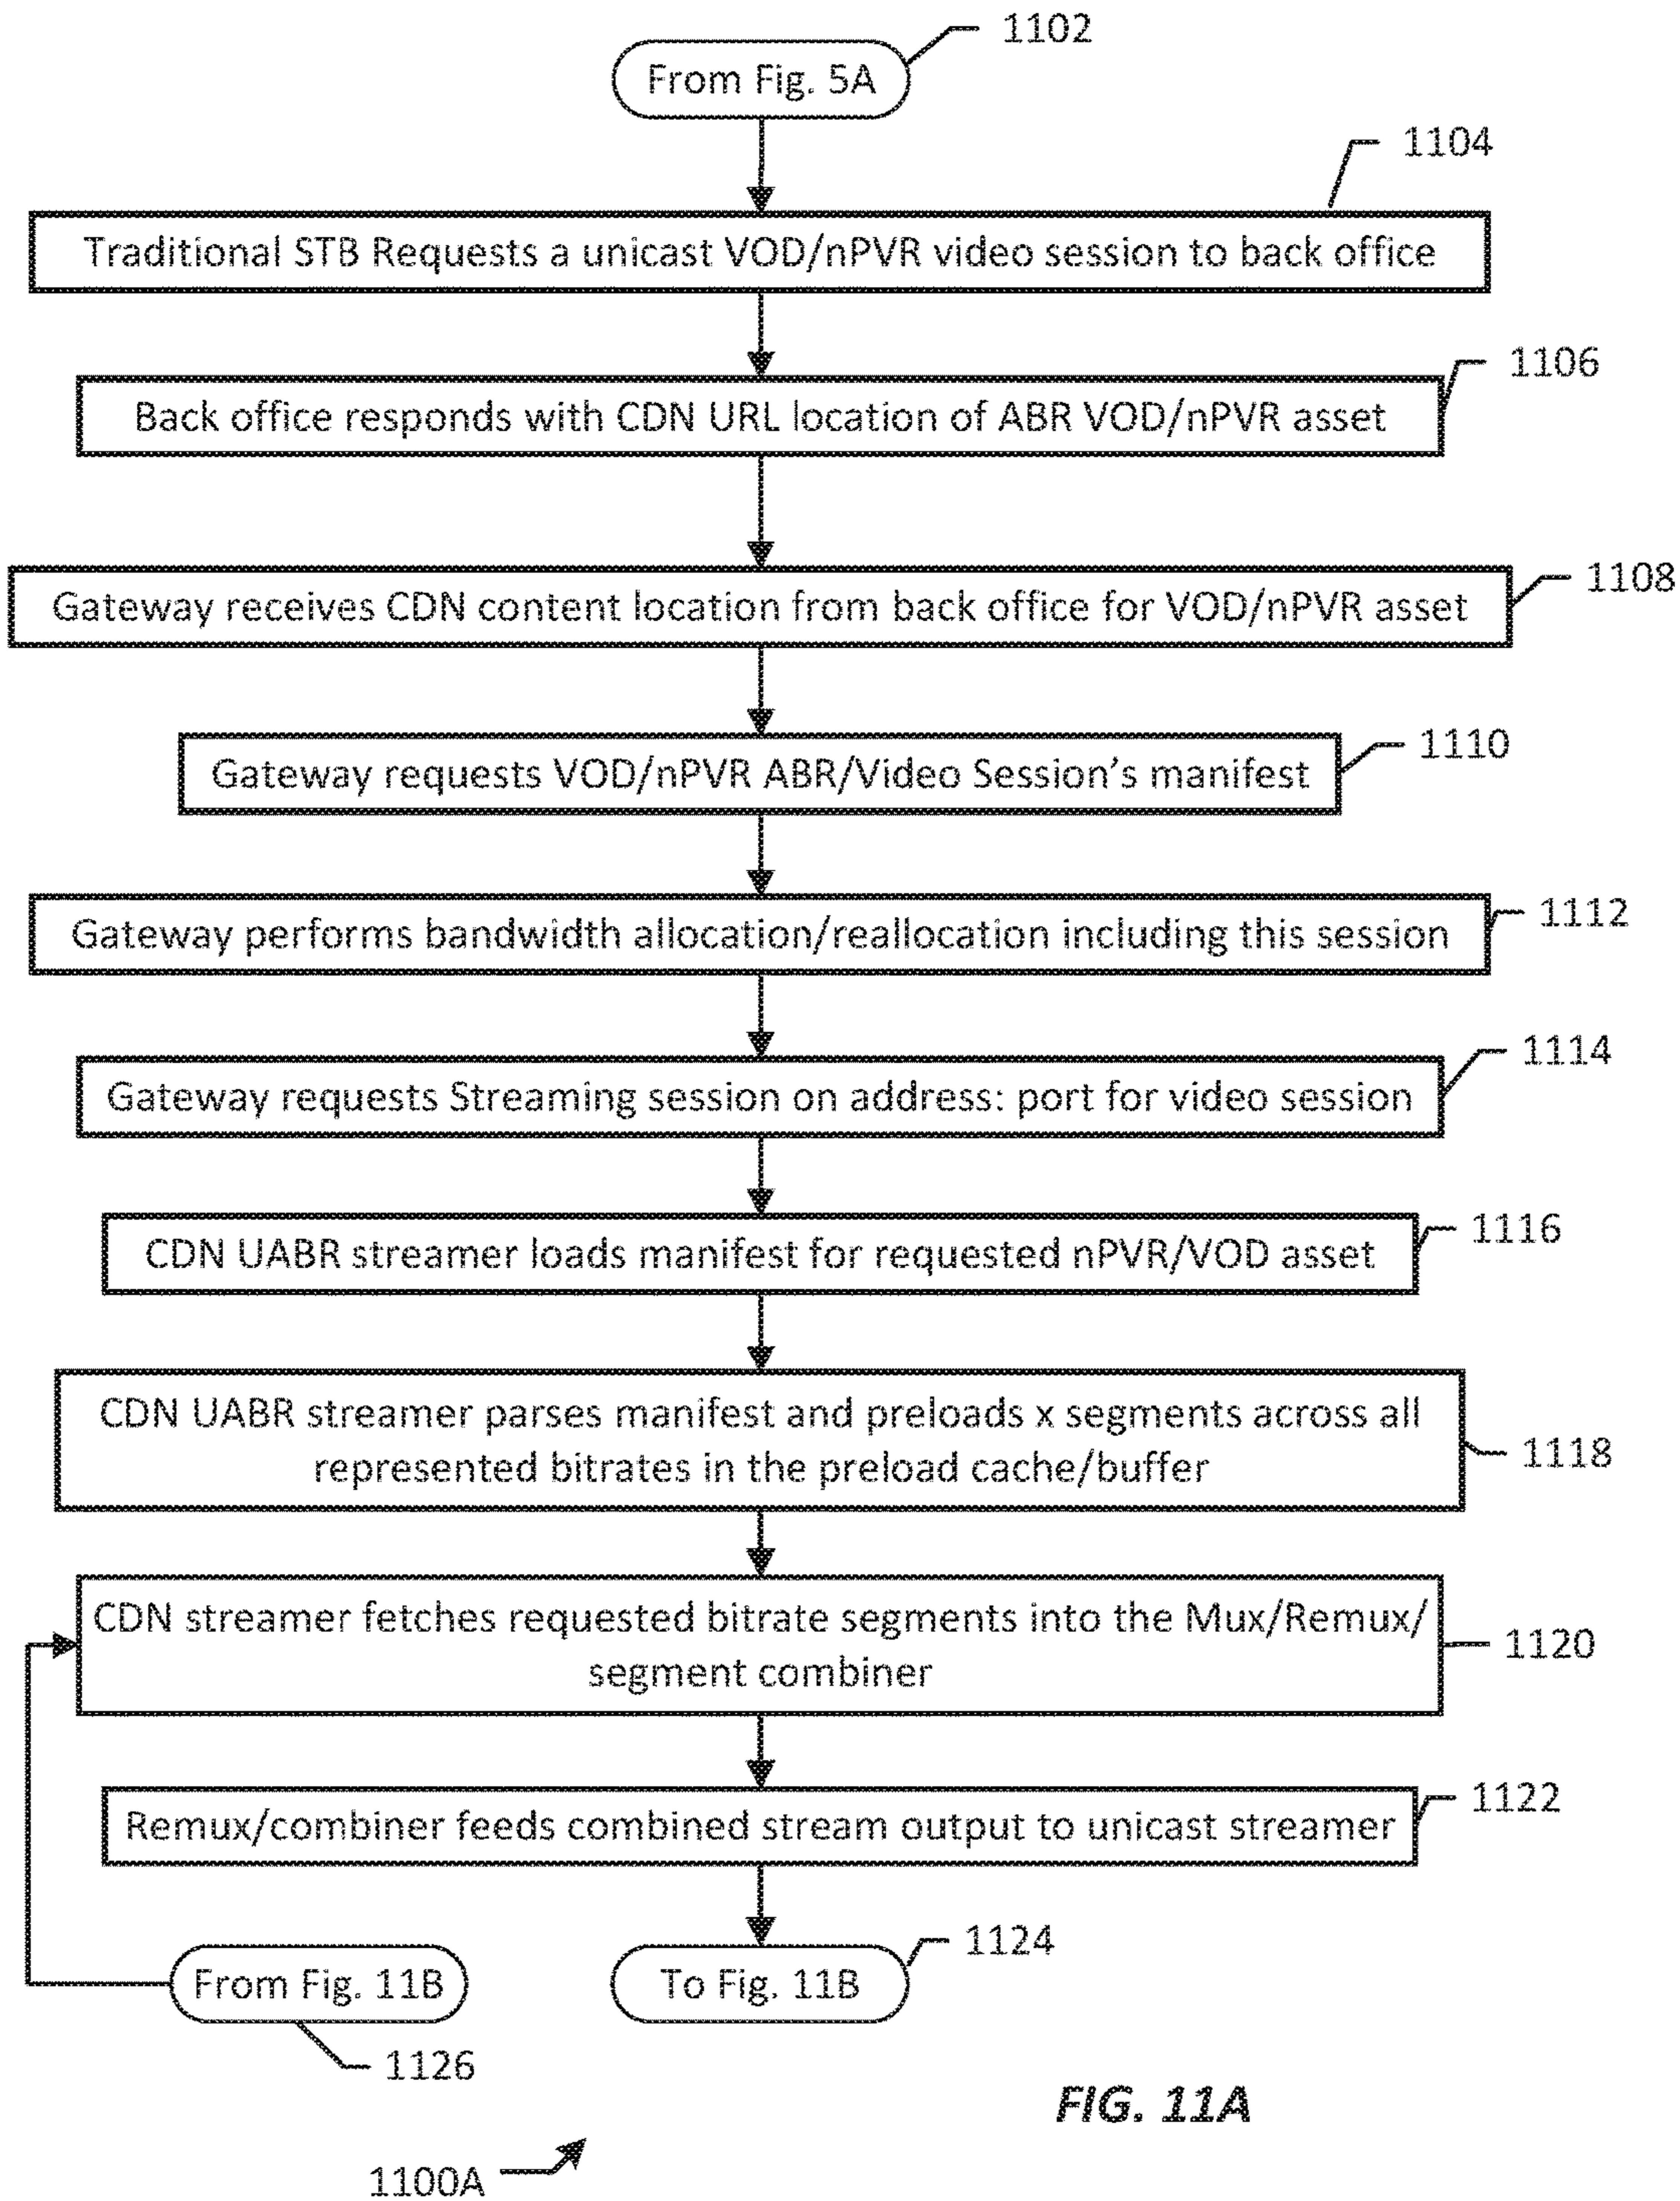 1102
From Fig. 5A
1104
Traditional STB Requests a unicast VOD/nPVR video session to back office
1106
Back office responds with CDN URL location of ABR VOD/nPVR asset
1108
Gateway receives CDN content location from back office for VOD/nPVR asset
1110
Gateway requests VOD/nPVR ABR/Video Session's manifest
1112
Gateway performs bandwidth allocation/reallocation including this session
1114
Gateway requests Streaming session on address: port for video session
1116
CDN UABR streamer loads manifest for requested nPVR/VOD asset
CDN UABR streamer parses manifest and preloads x segments across all
represented bitrates in the preload cache/buffer
1118
CDN streamer fetches requested bitrate segments into the Mux/Remux/
segment combiner
1120
1122
Remux/combiner feeds combined stream output to unicast streamer
1124
From Fig. 11B
To Fig. 11B
1126
FIG. 11A
1100A